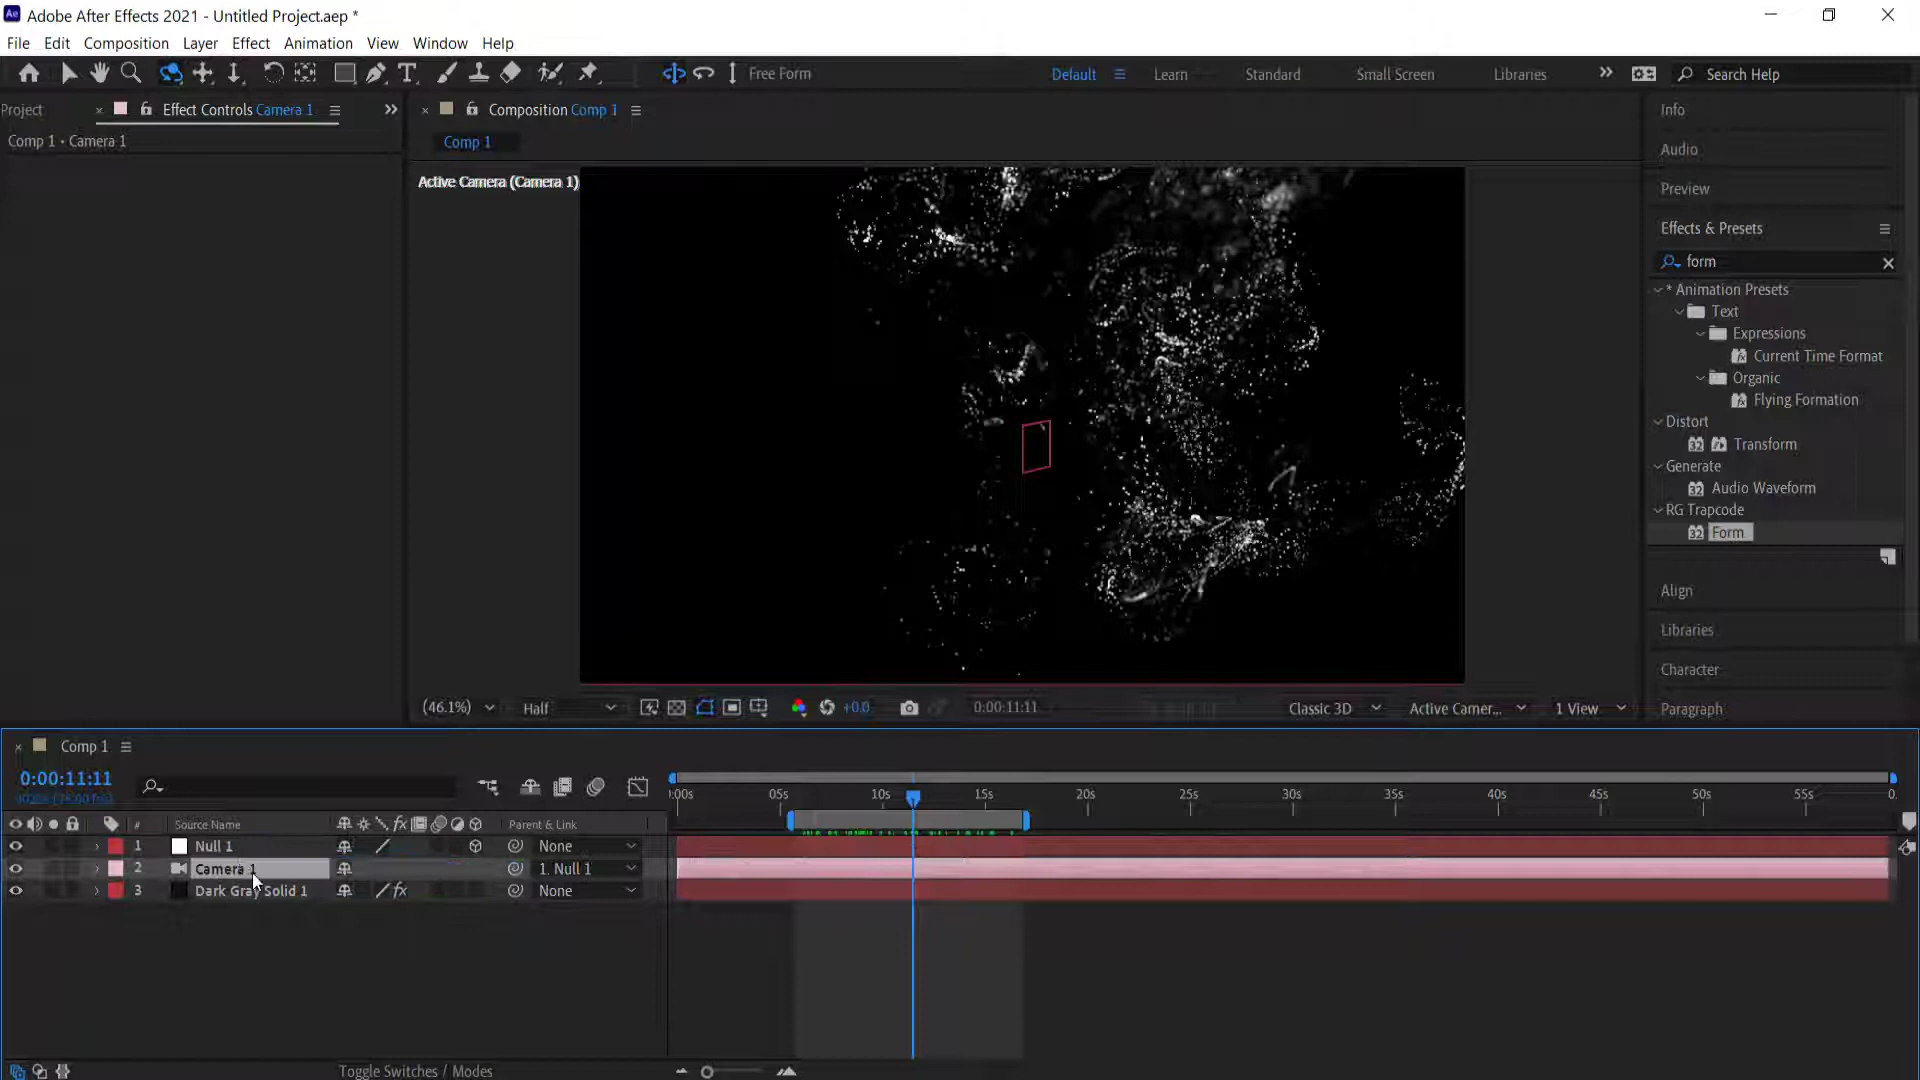 Adobe After Effects 2021 - Untitled Project.aep *
File Edit Composition Layer Effect Animation View Window Help
Free Form Default Learn Standard Small Screen Libraries Search Help
Project Effect Controls Camera 1 Composition Comp 1 Info
Comp 1 • Camera 1 Comp 1 Audio
Active Camera (Camera 1) Preview
Effects & Presets
form
* Animation Presets
Text
Expressions
Current Time Format
Organic
Flying Formation
Distort
32 Transform
Generate
32 Audio Waveform
RG Trapcode
32 Form
Align
Libraries
Character
(46.1%) Half +0.0 0:00:11:11 Classic 3D Active Camer... 1 View Paragraph
Comp 1
0:00:11:11
:00s 05s 10s 15s 20s 25s 30s 35s 40s 45s 50s 55s 0.
# Source Name Parent & Link
1 Null 1 None
2 Camera 1 1. Null 1
3 Dark Gray Solid 1 None
Toggle Switches / Modes